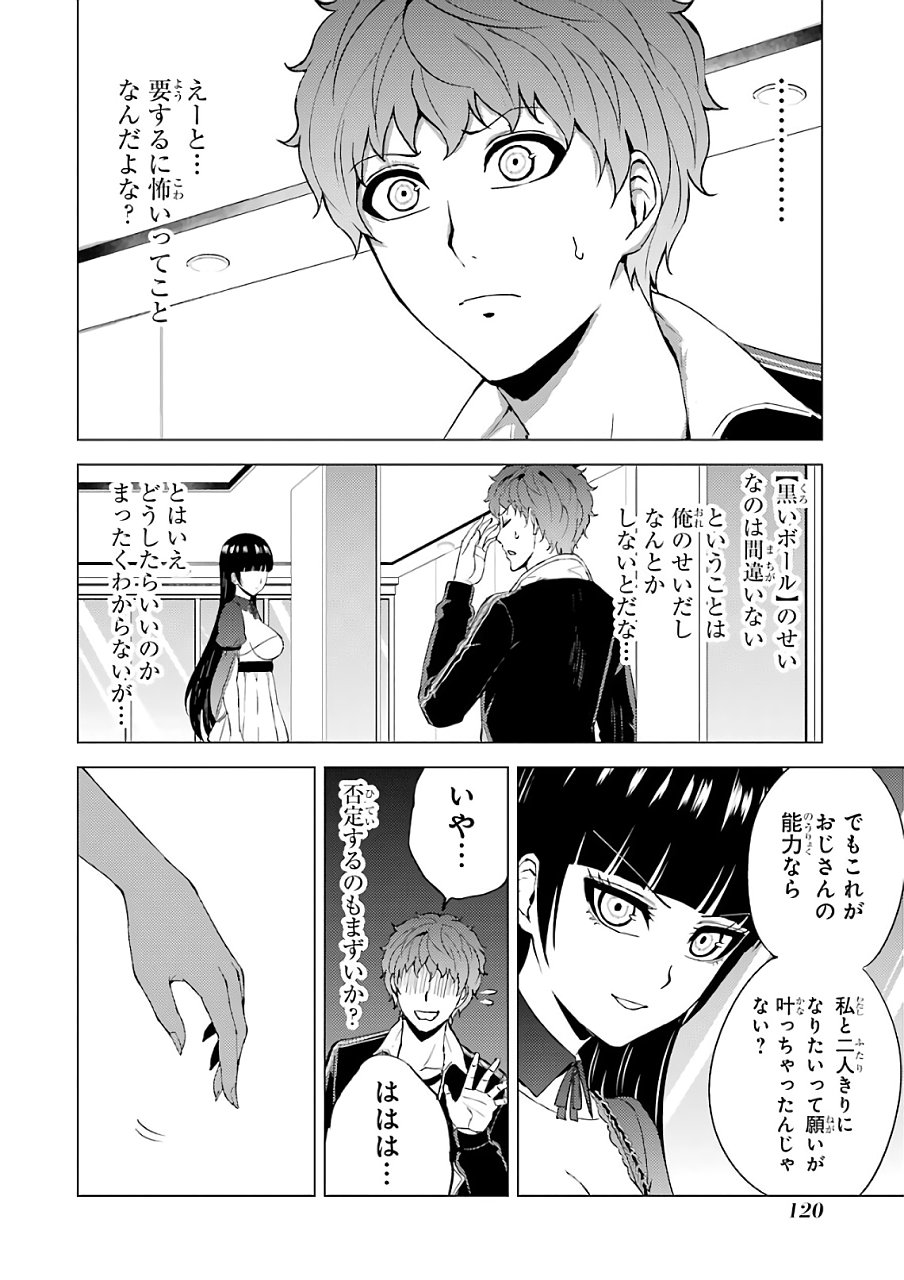 …………
えーと…
要するに怖いってこと
なんだよな？
【黒いボール】のせい
なのは間違いない
ということは
俺のせいだし
なんとか
しないとだな…
とはいえ
どうしたらいいのか
まったくわからないが…
でもこれが
おじさんの
能力なら
私と二人きりに
なりたいって願いが
叶っちゃったんじゃ
ない？
いや…
否定するのもまずいか？
ははは…
120